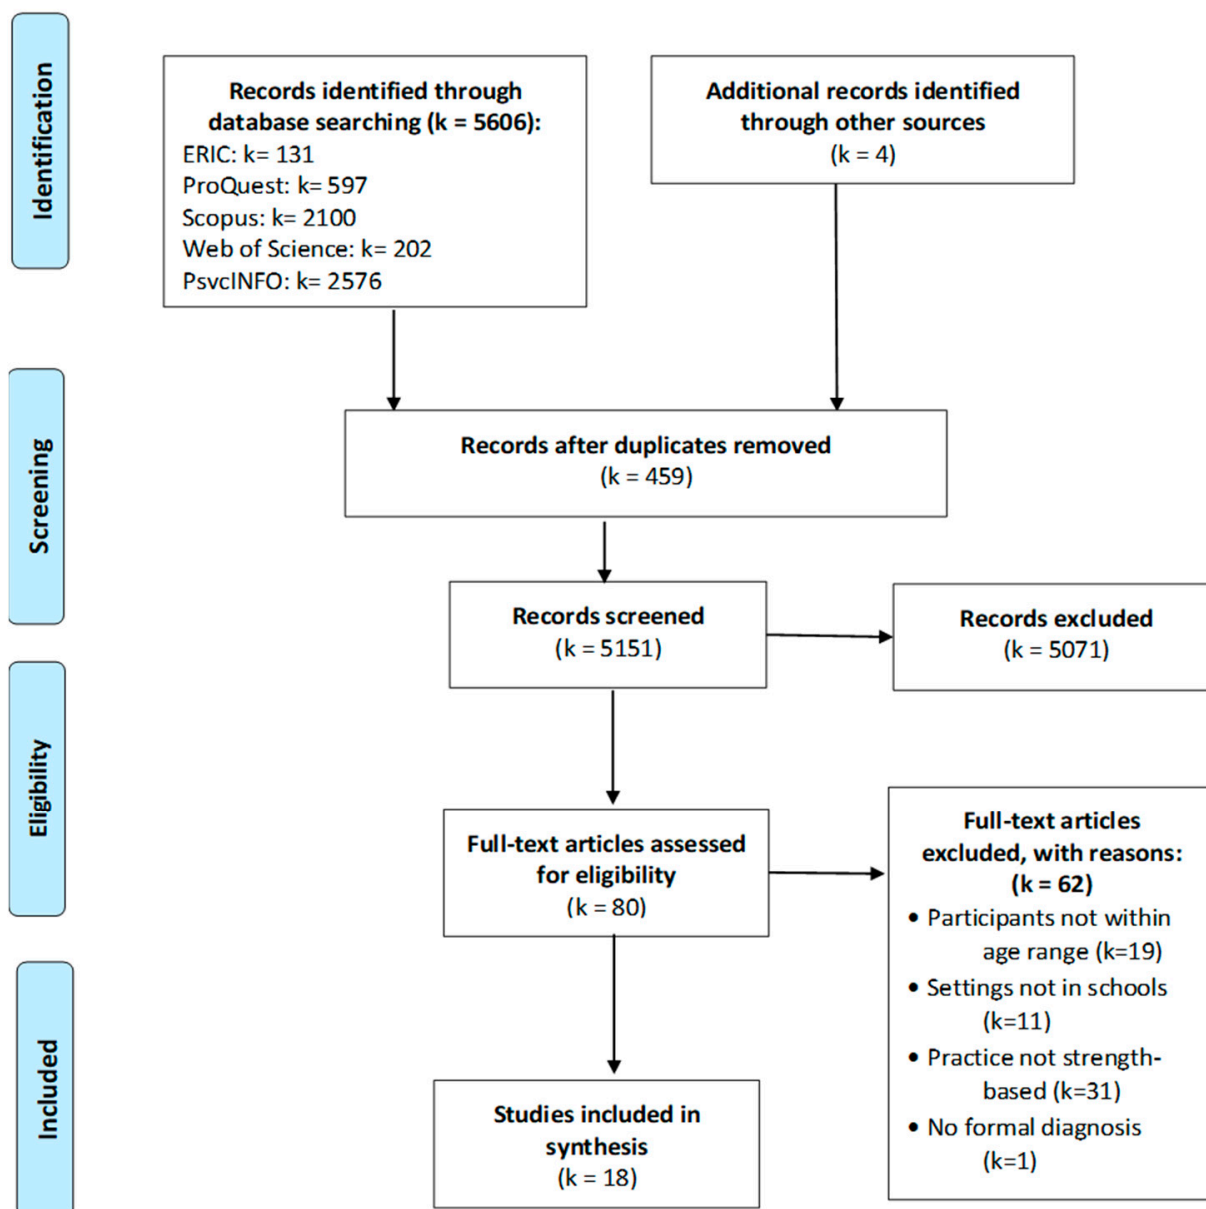 Identification
Records identified through
database searching (k = 5606):
ERIC: k= 131
ProQuest: k= 597
Scopus: k= 2100
Web of Science: k= 202
PsvcINFO: k= 2576
Additional records identified
through other sources
(k = 4)
Screening
Records after duplicates removed
(k = 459)
Records screened
(k = 5151)
Records excluded
(k = 5071)
Eligibility
Full-text articles assessed
for eligibility
(k = 80)
Full-text articles
excluded, with reasons:
(k = 62)
• Participants not within
age range (k=19)
• Settings not in schools
(k=11)
• Practice not strength-
based (k=31)
• No formal diagnosis
(k=1)
Included
Studies included in
synthesis
(k = 18)